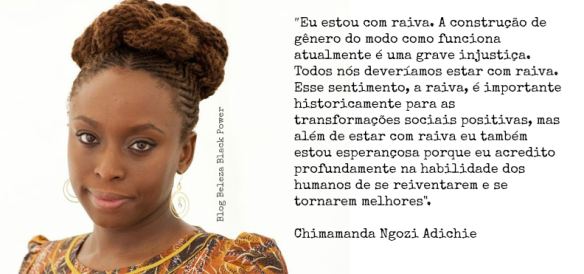 "Eu estou com raiva. A construção de
gênero do modo como funciona
atualmente é uma grave injustiça.
Todos nós deveríamos estar com raiva.
Esse sentimento, a raiva, é importante
historicamente para as
transformações sociais positivas, mas
além de estar com raiva eu também
estou esperançosa porque eu acredito
profundamente na habilidade dos
humanos de se reiventarem e se
tornarem melhores".
Chimamanda Ngozi Adichie
Blog Beleza Black Power